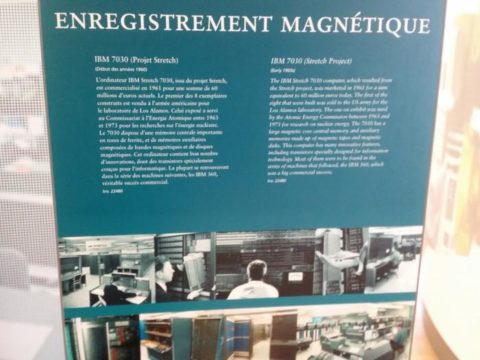 ENREGISTREMENT MAGNÉTIQUE
IBM 7030 (Projet Stretch)
(Début des années 1960)
L'ordinateur IBM Stretch 7030, issu du projet Stretch,
est commercialisé en 1961 pour une somme de 60
millions d'euros actuels. Le premier des 8 exemplaires
construits est vendu à l'armée américaine pour
le laboratoire de Los Alamos. Celui exposé a servi
au Commissariat à l'Energie Atomique entre 1963
et 1973 pour les recherches sur l'énergie nucléaire.
Le 7030 dispose d'une mémoire centrale importante
en tores de ferrite, et de mémoires auxiliaires
composées de bandes magnétiques et de disques
magnétiques. Cet ordinateur contient bon nombre
d'innovations, dont des transistors spécialement
conçus pour l'informatique. La plupart se retrouveront
dans la série des machines suivantes, les IBM 360,
véritable succès commercial.
Inv. 22480
IBM 7030 (Stretch Project)
(Early 1960s)
The IBM Stretch 7030 computer, which resulted from
the Stretch project, was marketed in 1961 for a sum
equivalent to 60 million euros today. The first of the
eight that were built was sold to the US army for the
Los Alamos laboratory. The one on exhibit was used
by the Atomic Energy Commission between 1963 and
1973 for research on nuclear energy. The 7030 has a
large magnetic core central memory, and auxiliary
memories made up of magnetic tapes and magnetic
disks. This computer has many innovative features,
including transistors specially designed for information
technology. Most of them were to be found in the
series of machines that followed, the IBM 360, which
was a big commercial success.
Inv. 22480